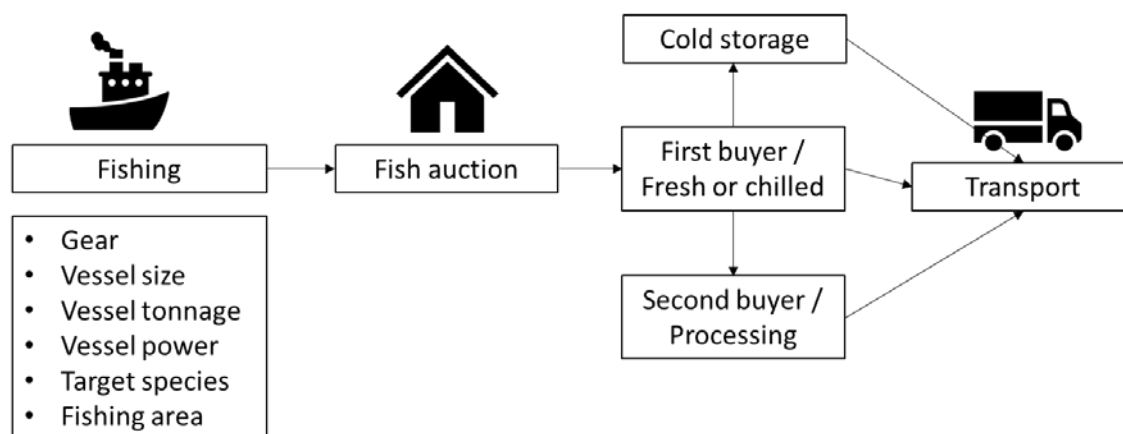 Cold storage
Fishing
Fish auction
First buyer /
Fresh or chilled
Transport
• Gear
• Vessel size
• Vessel tonnage
• Vessel power
• Target species
• Fishing area
Second buyer /
Processing